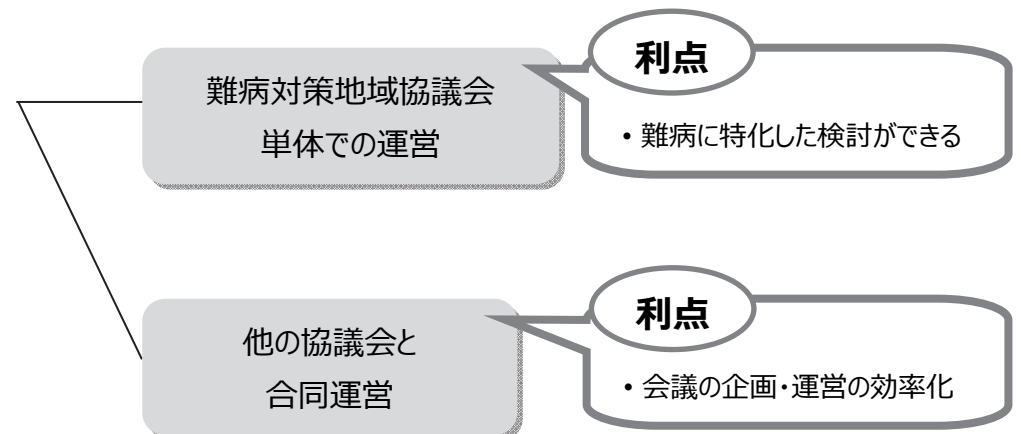 難病対策地域協議会
単体での運営
利点
• 難病に特化した検討ができる
他の協議会と
合同運営
利点
• 会議の企画・運営の効率化